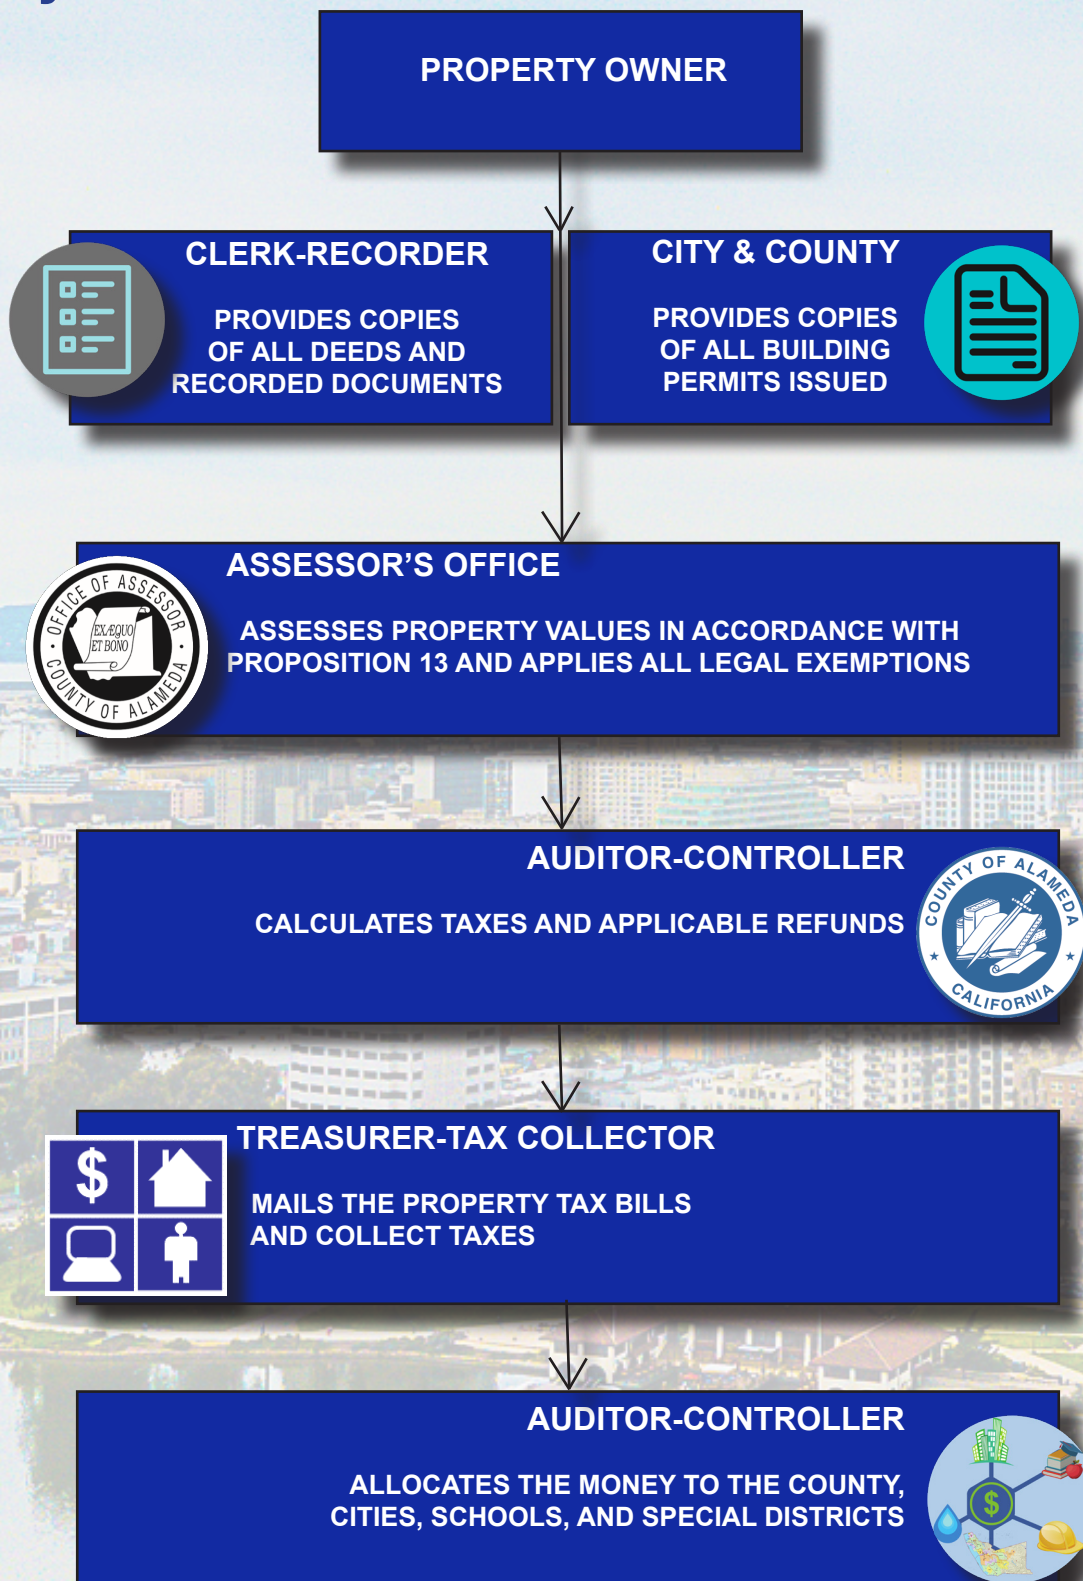 PROPERTY OWNER
CLERK-RECORDER
PROVIDES COPIES
OF ALL DEEDS AND
RECORDED DOCUMENTS
CITY & COUNTY
PROVIDES COPIES
OF ALL BUILDING
PERMITS ISSUED
ASSESSOR’S OFFICE
ASSESSES PROPERTY VALUES IN ACCORDANCE WITH
PROPOSITION 13 AND APPLIES ALL LEGAL EXEMPTIONS
OFFICE OF ASSESSOR
COUNTY OF ALAMEDA
EX ÆQUO
ET BONO
AUDITOR-CONTROLLER
CALCULATES TAXES AND APPLICABLE REFUNDS
COUNTY OF ALAMEDA
CALIFORNIA
TREASURER-TAX COLLECTOR
$
MAILS THE PROPERTY TAX BILLS
AND COLLECT TAXES
AUDITOR-CONTROLLER
ALLOCATES THE MONEY TO THE COUNTY,
CITIES, SCHOOLS, AND SPECIAL DISTRICTS
$